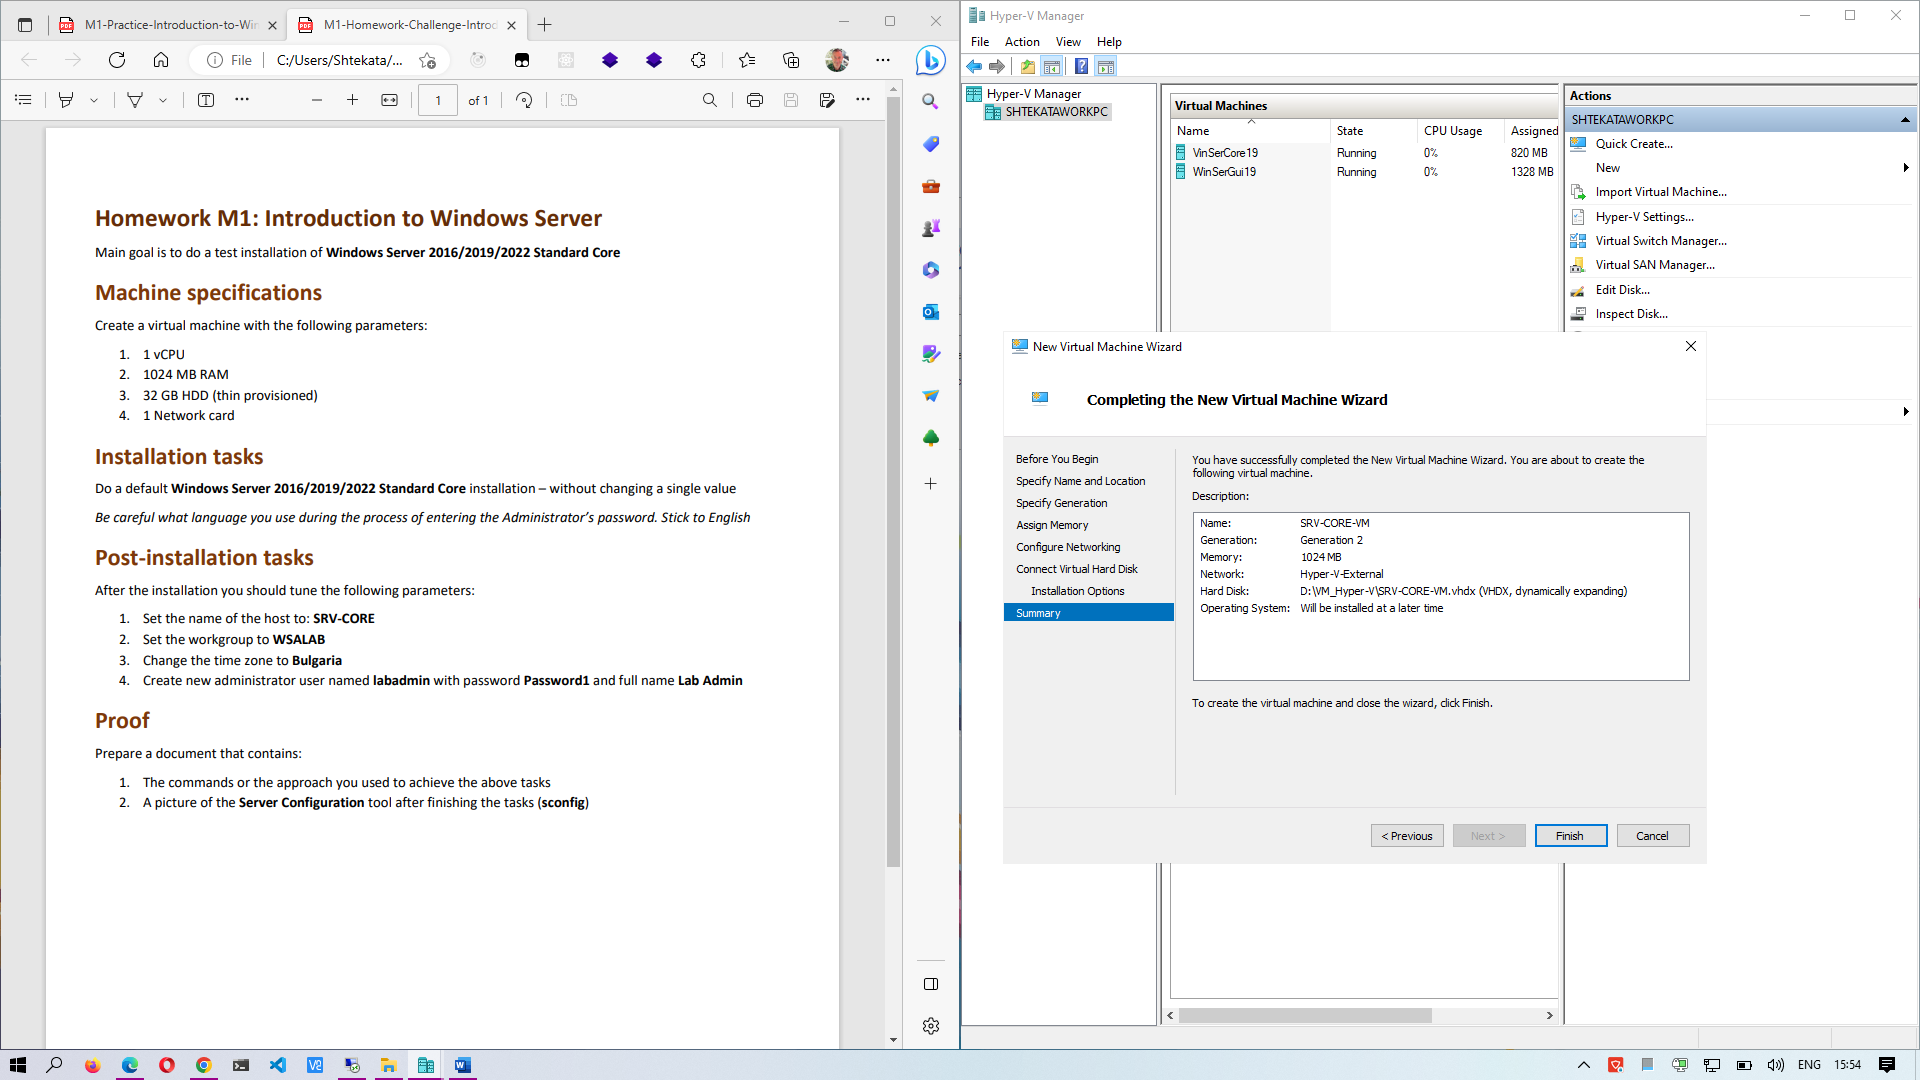 M1-Practice-Introduction-to-Win
M1-Homework-Challenge-Introd
File
C:/Users/Shtekata/...
1
of 1
Homework M1: Introduction to Windows Server
Main goal is to do a test installation of Windows Server 2016/2019/2022 Standard Core
Machine specifications
Create a virtual machine with the following parameters:
1. 1 vCPU
2. 1024 MB RAM
3. 32 GB HDD (thin provisioned)
4. 1 Network card
Installation tasks
Do a default Windows Server 2016/2019/2022 Standard Core installation – without changing a single value
Be careful what language you use during the process of entering the Administrator's password. Stick to English
Post-installation tasks
After the installation you should tune the following parameters:
1. Set the name of the host to: SRV-CORE
2. Set the workgroup to WSALAB
3. Change the time zone to Bulgaria
4. Create new administrator user named labadmin with password Password1 and full name Lab Admin
Proof
Prepare a document that contains:
1. The commands or the approach you used to achieve the above tasks
2. A picture of the Server Configuration tool after finishing the tasks (sconfig)
Hyper-V Manager
File Action View Help
Hyper-V Manager
SHTEKATAWORKPC
Virtual Machines
Name State CPU Usage Assigned
VinSerCore19 Running 0% 820 MB
WinSerGui19 Running 0% 1328 MB
Actions
SHTEKATAWORKPC
Quick Create...
New
Import Virtual Machine...
Hyper-V Settings...
Virtual Switch Manager...
Virtual SAN Manager...
Edit Disk...
Inspect Disk...
New Virtual Machine Wizard
Completing the New Virtual Machine Wizard
Before You Begin
Specify Name and Location
Specify Generation
Assign Memory
Configure Networking
Connect Virtual Hard Disk
Installation Options
Summary
You have successfully completed the New Virtual Machine Wizard. You are about to create the
following virtual machine.
Description:
Name: SRV-CORE-VM
Generation: Generation 2
Memory: 1024 MB
Network: Hyper-V-External
Hard Disk: D:\VM_Hyper-V\SRV-CORE-VM.vhdx (VHDX, dynamically expanding)
Operating System: Will be installed at a later time
To create the virtual machine and close the wizard, click Finish.
< Previous
Next >
Finish
Cancel
ENG
15:54